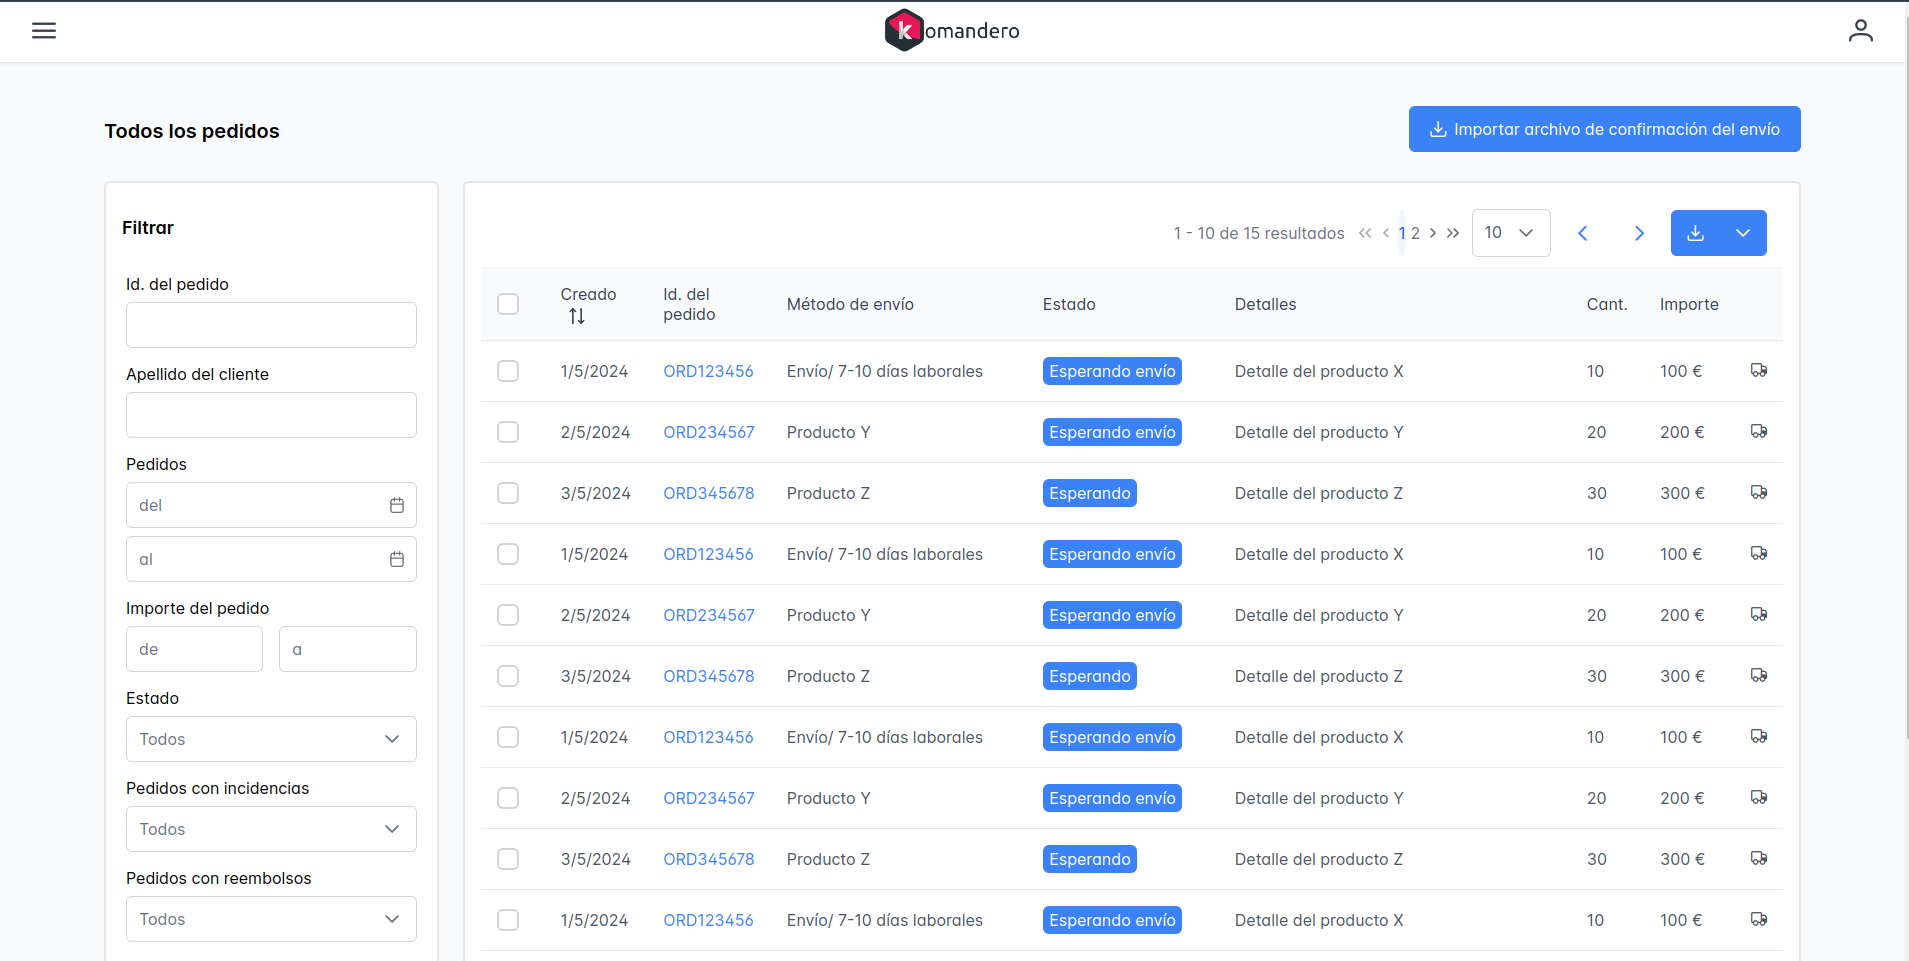 komandero
Todos los pedidos
Importar archivo de confirmación del envío
Filtrar
Id. del pedido
Apellido del cliente
Pedidos
del
al
Importe del pedido
de a
Estado
Todos
Pedidos con incidencias
Todos
Pedidos con reembolsos
Todos
1 - 10 de 15 resultados 1 2 10
Creado Id. del pedido Método de envío Estado Detalles Cant. Importe
1/5/2024 ORD123456 Envío/ 7-10 días laborales Esperando envío Detalle del producto X 10 100 €
2/5/2024 ORD234567 Producto Y Esperando envío Detalle del producto Y 20 200 €
3/5/2024 ORD345678 Producto Z Esperando Detalle del producto Z 30 300 €
1/5/2024 ORD123456 Envío/ 7-10 días laborales Esperando envío Detalle del producto X 10 100 €
2/5/2024 ORD234567 Producto Y Esperando envío Detalle del producto Y 20 200 €
3/5/2024 ORD345678 Producto Z Esperando Detalle del producto Z 30 300 €
1/5/2024 ORD123456 Envío/ 7-10 días laborales Esperando envío Detalle del producto X 10 100 €
2/5/2024 ORD234567 Producto Y Esperando envío Detalle del producto Y 20 200 €
3/5/2024 ORD345678 Producto Z Esperando Detalle del producto Z 30 300 €
1/5/2024 ORD123456 Envío/ 7-10 días laborales Esperando envío Detalle del producto X 10 100 €